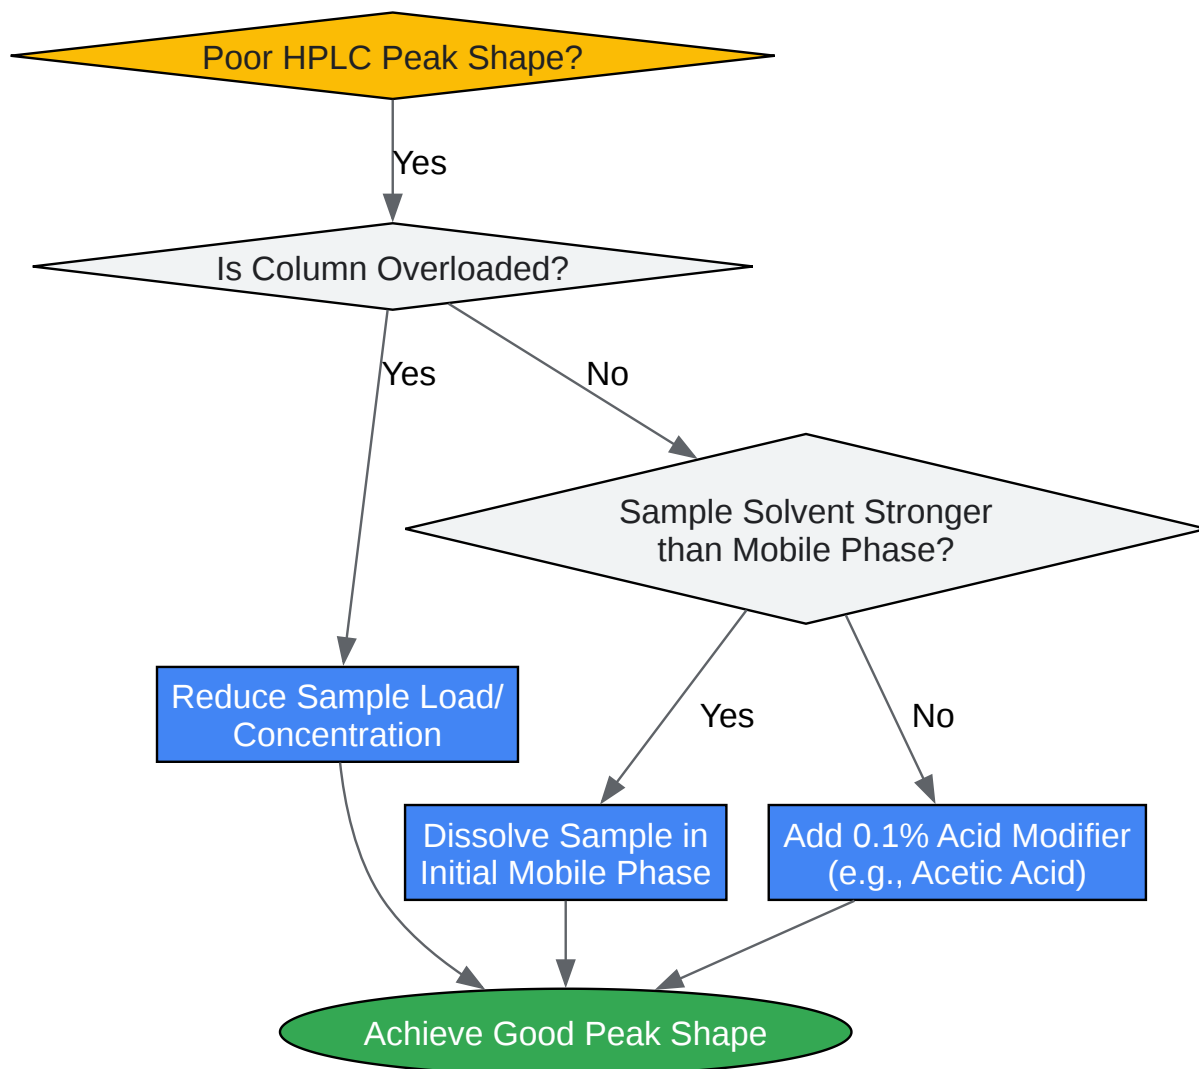 Poor HPLC Peak Shape?
Yes
Is Column Overloaded?
Yes
No
Sample Solvent Stronger
than Mobile Phase?
Reduce Sample Load/
Concentration
Yes
No
Dissolve Sample in
Initial Mobile Phase
Add 0.1% Acid Modifier
(e.g., Acetic Acid)
Achieve Good Peak Shape